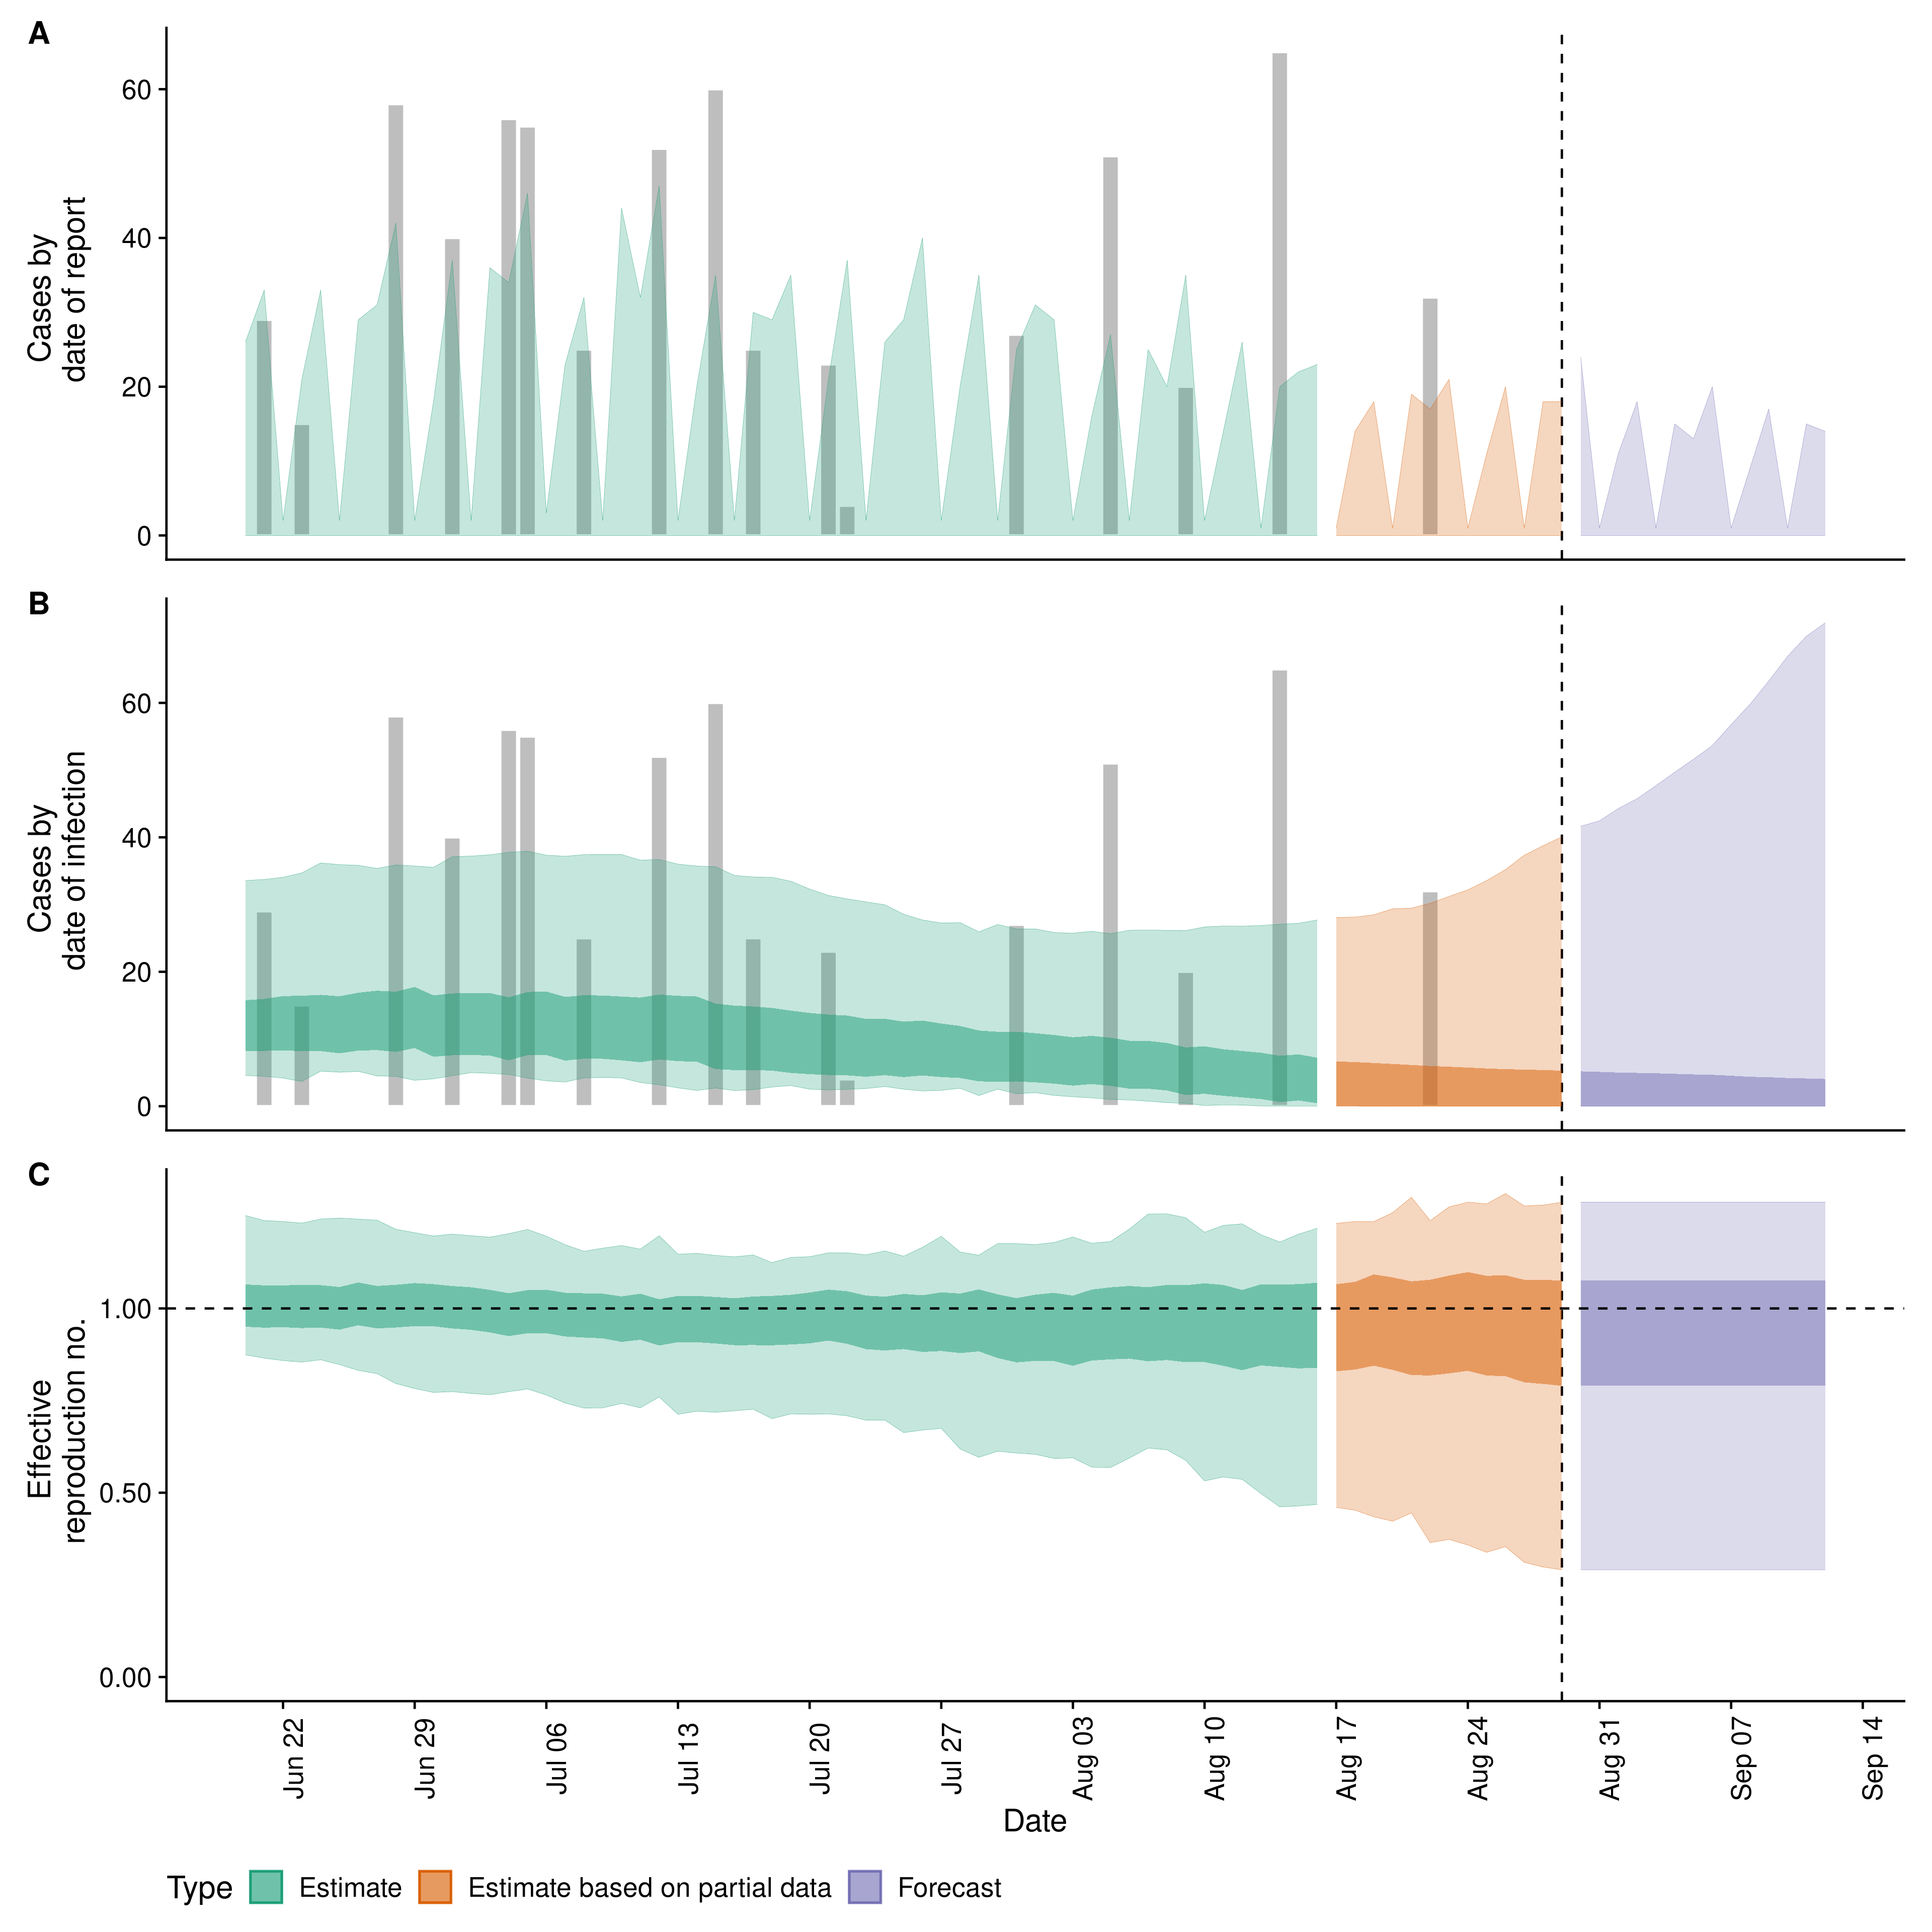 A
60
40
20
0
Cases by
date of report
B
60
40
20
0
Cases by
date of infection
C
1.00
0.50
0.00
Effective
reproduction no.
Jun 22
Jun 29
Jul 06
Jul 13
Jul 20
Jul 27
Aug 03
Aug 10
Aug 17
Aug 24
Aug 31
Sep 07
Sep 14
Date
Type Estimate Estimate based on partial data Forecast